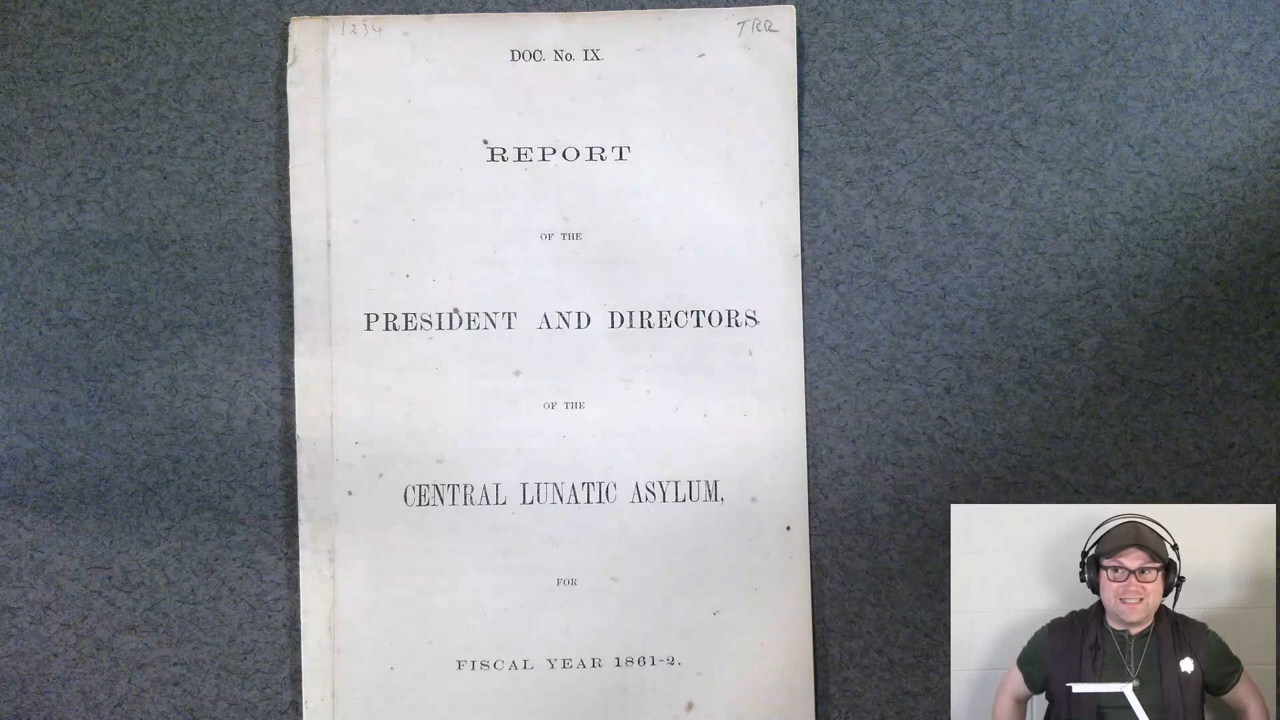 1234 TRR
DOC. No. IX.
REPORT
OF THE
PRESIDENT AND DIRECTORS
OF THE
CENTRAL LUNATIC ASYLUM,
FOR
FISCAL YEAR 1861-2.